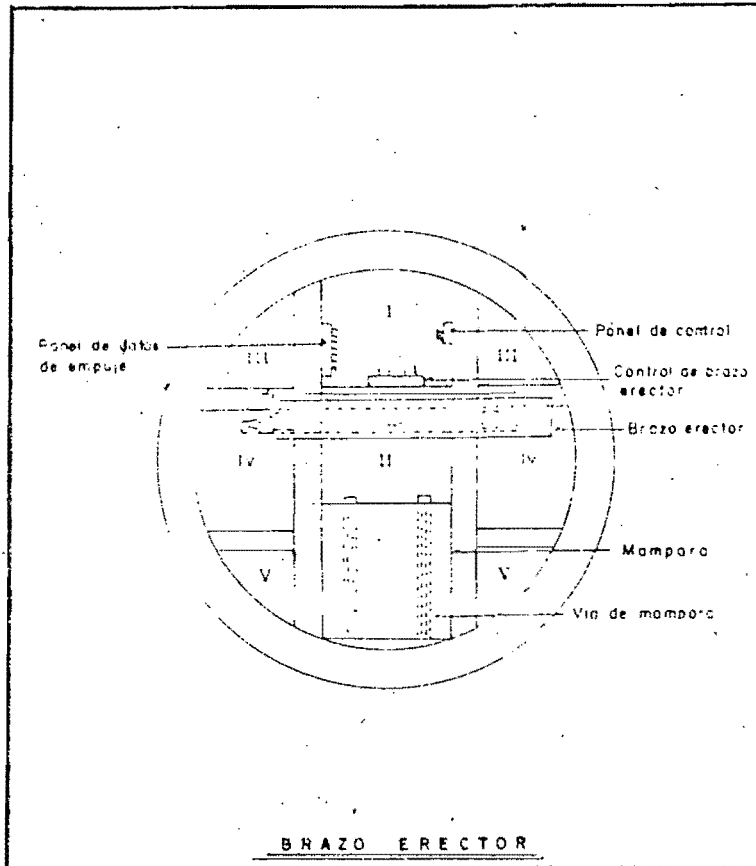 I
Panel de datos
de empuje
Panel de control
III
III
Control de brazo
erector
Brazo erector
IV
II
IV
Mampara
V
V
Via de mampara
BRAZO ERECTOR